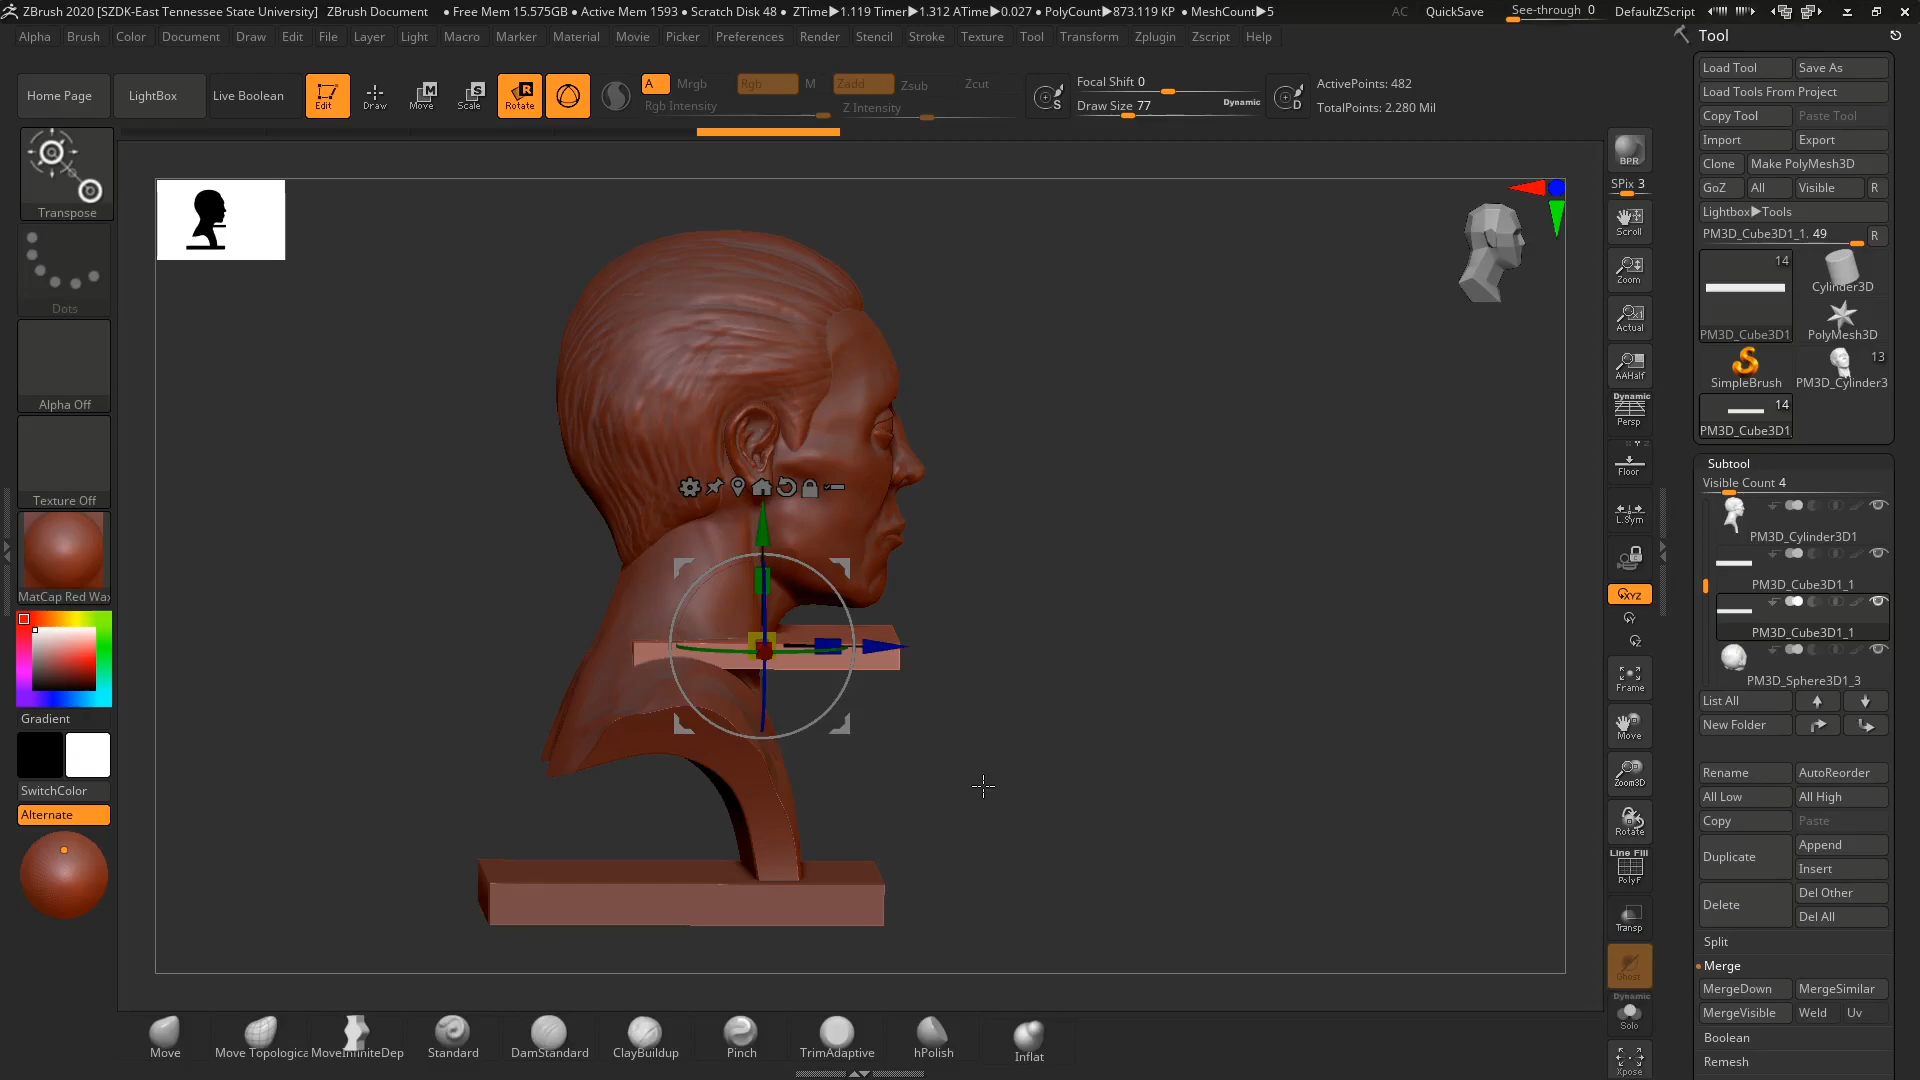 ZBrush 2020 [SZDK-East Tennessee State University] ZBrush Document ● Free Mem 15.575GB ● Active Mem 1593 ● Scratch Disk 48 ● ZTime▶1.119 Timer▶1.312 ATime▶0.027 ● PolyCount▶873.119 KP ● MeshCount▶5 AC QuickSave See-through 0 DefaultZScript
Alpha Brush Color Document Draw Edit File Layer Light Macro Marker Material Movie Picker Preferences Render Stencil Stroke Texture Tool Transform Zplugin Zscript Help
Home Page LightBox Live Boolean Edit Draw Move Scale Rotate
M S R
A Mrgb Rgb M Zadd Zsub Zcut
Rgb Intensity Z Intensity
S Focal Shift 0
Draw Size 77 Dynamic D
ActivePoints: 482
TotalPoints: 2.280 Mil
Transpose
Dots
Alpha Off
Texture Off
MatCap Red Wax
Gradient
SwitchColor
Alternate
BPR
SPix 3
Scroll
Zoom
Actual
AAHalf
Dynamic
Persp
Floor
L.Sym
XYZ
Frame
Move
Zoom3D
Rotate
Line Fill
PolyF
Transp
Ghost
Dynamic
Solo
Xpose
Tool
Load Tool Save As
Load Tools From Project
Copy Tool Paste Tool
Import Export
Clone Make PolyMesh3D
GoZ All Visible R
Lightbox▶Tools
PM3D_Cube3D1_1. 49 R
14
Cylinder3D
PM3D_Cube3D1 PolyMesh3D
13
SimpleBrush PM3D_Cylinder3
14
PM3D_Cube3D1
Subtool
Visible Count 4
PM3D_Cylinder3D1
PM3D_Cube3D1_1
PM3D_Cube3D1_1
PM3D_Sphere3D1_3
List All
New Folder
Rename AutoReorder
All Low All High
Copy Paste
Duplicate Append
Insert
Delete Del Other
Del All
Split
Merge
MergeDown MergeSimilar
MergeVisible Weld Uv
Boolean
Remesh
Move Move Topologica MoveInfiniteDep Standard DamStandard ClayBuildup Pinch TrimAdaptive hPolish Inflat